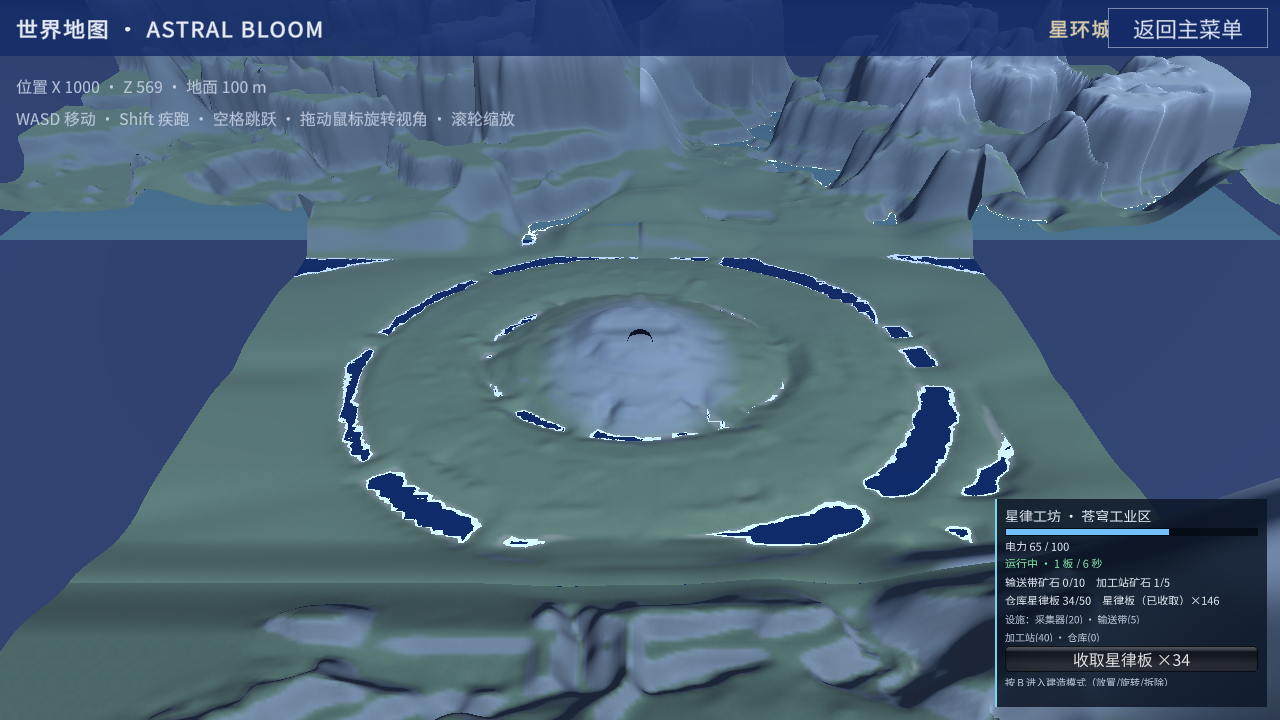 世界地图 · ASTRAL BLOOM
星环城
返回主菜单
位置 X 1000 · Z 569 · 地面 100 m
WASD 移动 · Shift 疾跑 · 空格跳跃 · 拖动鼠标旋转视角 · 滚轮缩放
星律工坊 · 苍穹工业区
电力 65 / 100
运行中 · 1 板 / 6 秒
输送带矿石 0/10 加工站矿石 1/5
仓库星律板 34/50 星律板（已收取）×146
设施：采集器(20) · 输送带(5)
加工站(40) · 仓库(0)
收取星律板 ×34
按 B 进入建造模式（放置/旋转/拆除）